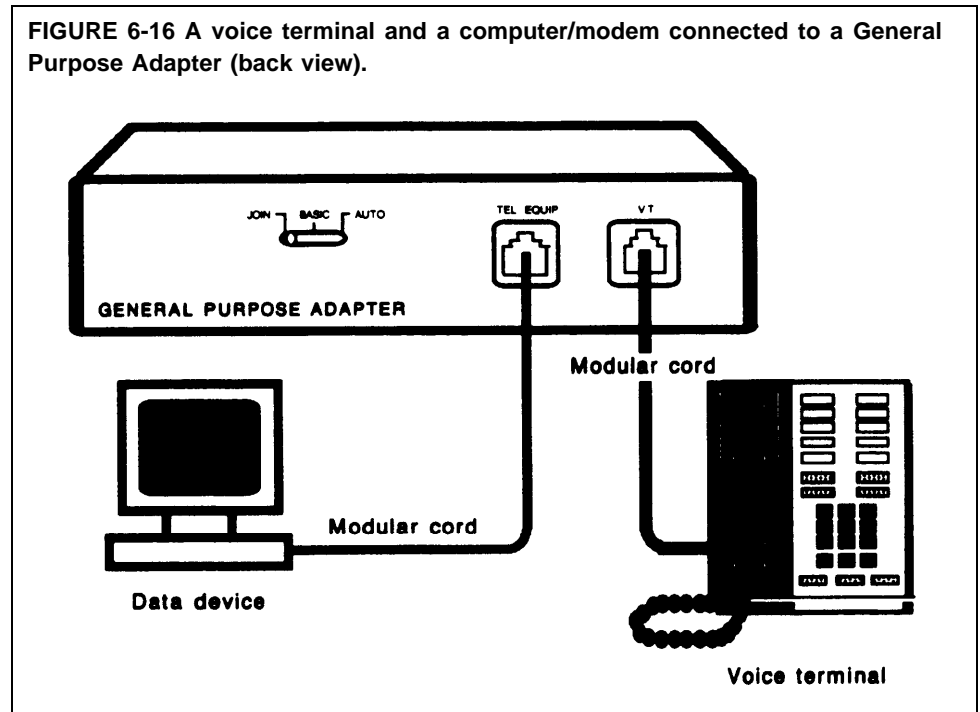 FIGURE 6-16 A voice terminal and a computer/modem connected to a General
Purpose Adapter (back view).
JOIN BASIC AUTO
TEL EQUIP
VT
GENERAL PURPOSE ADAPTER
Modular cord
Modular cord
Data device
Voice terminal